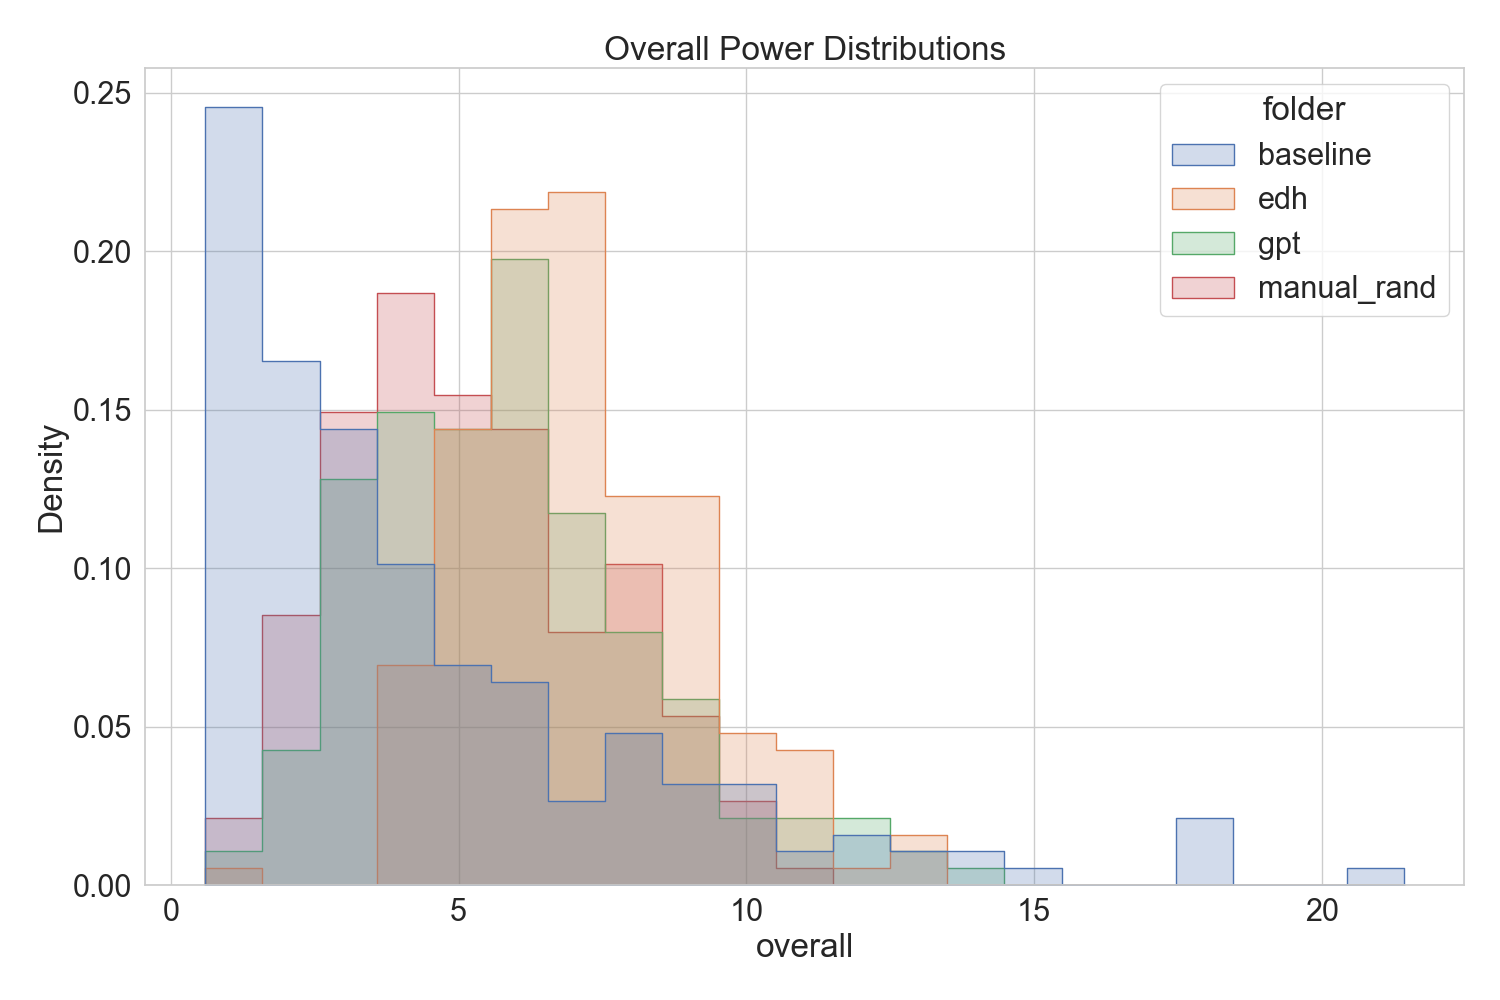 Overall Power Distributions
folder
baseline
edh
gpt
manual_rand
Density
0.25
0.20
0.15
0.10
0.05
0.00
0
5
10
15
20
overall